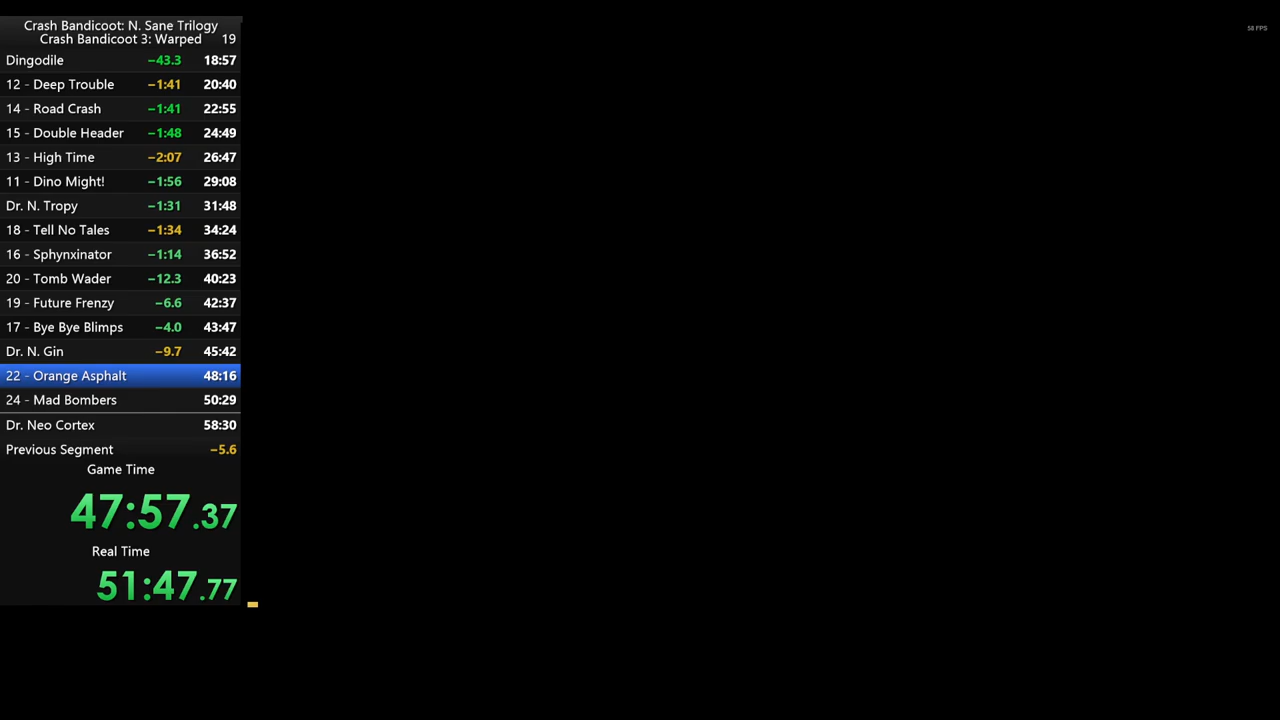 Crash Bandicoot: N. Sane Trilogy
Crash Bandicoot 3: Warped 19
Dingodile −43.3 18:57
12 - Deep Trouble −1:41 20:40
14 - Road Crash −1:41 22:55
15 - Double Header −1:48 24:49
13 - High Time −2:07 26:47
11 - Dino Might! −1:56 29:08
Dr. N. Tropy −1:31 31:48
18 - Tell No Tales −1:34 34:24
16 - Sphynxinator −1:14 36:52
20 - Tomb Wader −12.3 40:23
19 - Future Frenzy −6.6 42:37
17 - Bye Bye Blimps −4.0 43:47
Dr. N. Gin −9.7 45:42
22 - Orange Asphalt 48:16
24 - Mad Bombers 50:29
Dr. Neo Cortex 58:30
Previous Segment −5.6
Game Time
47:57.37
Real Time
51:47.77
58 FPS